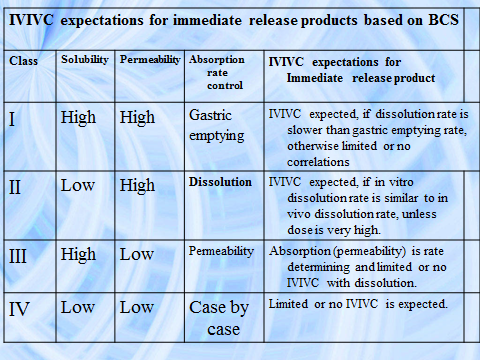 IVIVC expectations for immediate release products based on BCS
Class Solubility Permeability Absorption rate control IVIVC expectations for Immediate release product
I High High Gastric emptying IVIVC expected, if dissolution rate is slower than gastric emptying rate, otherwise limited or no correlations
II Low High Dissolution IVIVC expected, if in vitro dissolution rate is similar to in vivo dissolution rate, unless dose is very high.
III High Low Permeability Absorption (permeability) is rate determining and limited or no IVIVC with dissolution.
IV Low Low Case by case Limited or no IVIVC is expected.